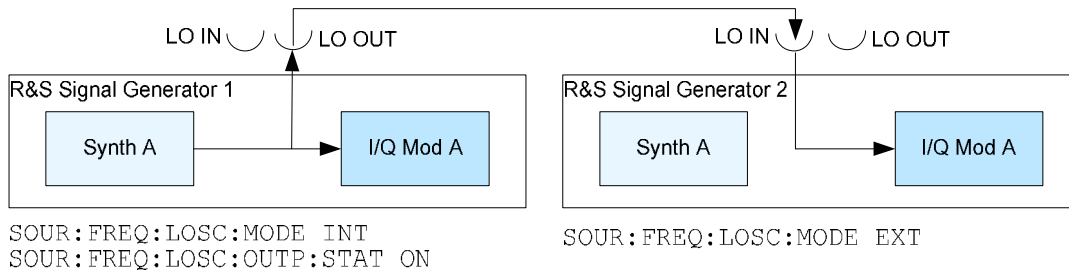 LO IN
LO OUT
LO IN
LO OUT
R&S Signal Generator 1
Synth A
I/Q Mod A
R&S Signal Generator 2
Synth A
I/Q Mod A
SOUR:FREQ:LOSC:MODE INT
SOUR:FREQ:LOSC:OUTP:STAT ON
SOUR:FREQ:LOSC:MODE EXT